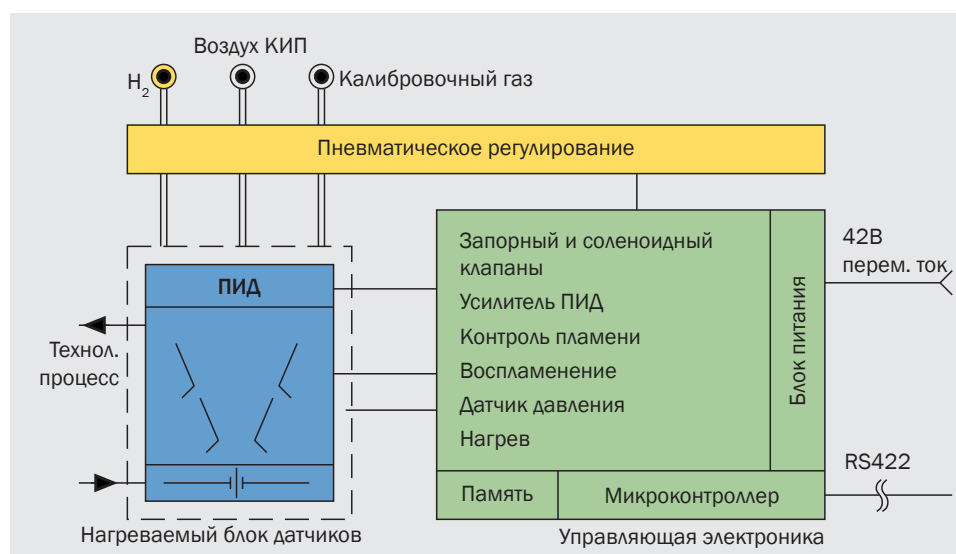 Воздух КИП
H2
Калибровочный газ
Пневматическое регулирование
ПИД
Технол.
процесс
Нагреваемый блок датчиков
Запорный и соленоидный
клапаны
Усилитель ПИД
Контроль пламени
Воспламенение
Датчик давления
Нагрев
Блок питания
Память
Микроконтроллер
Управляющая электроника
42В
перем. ток
RS422